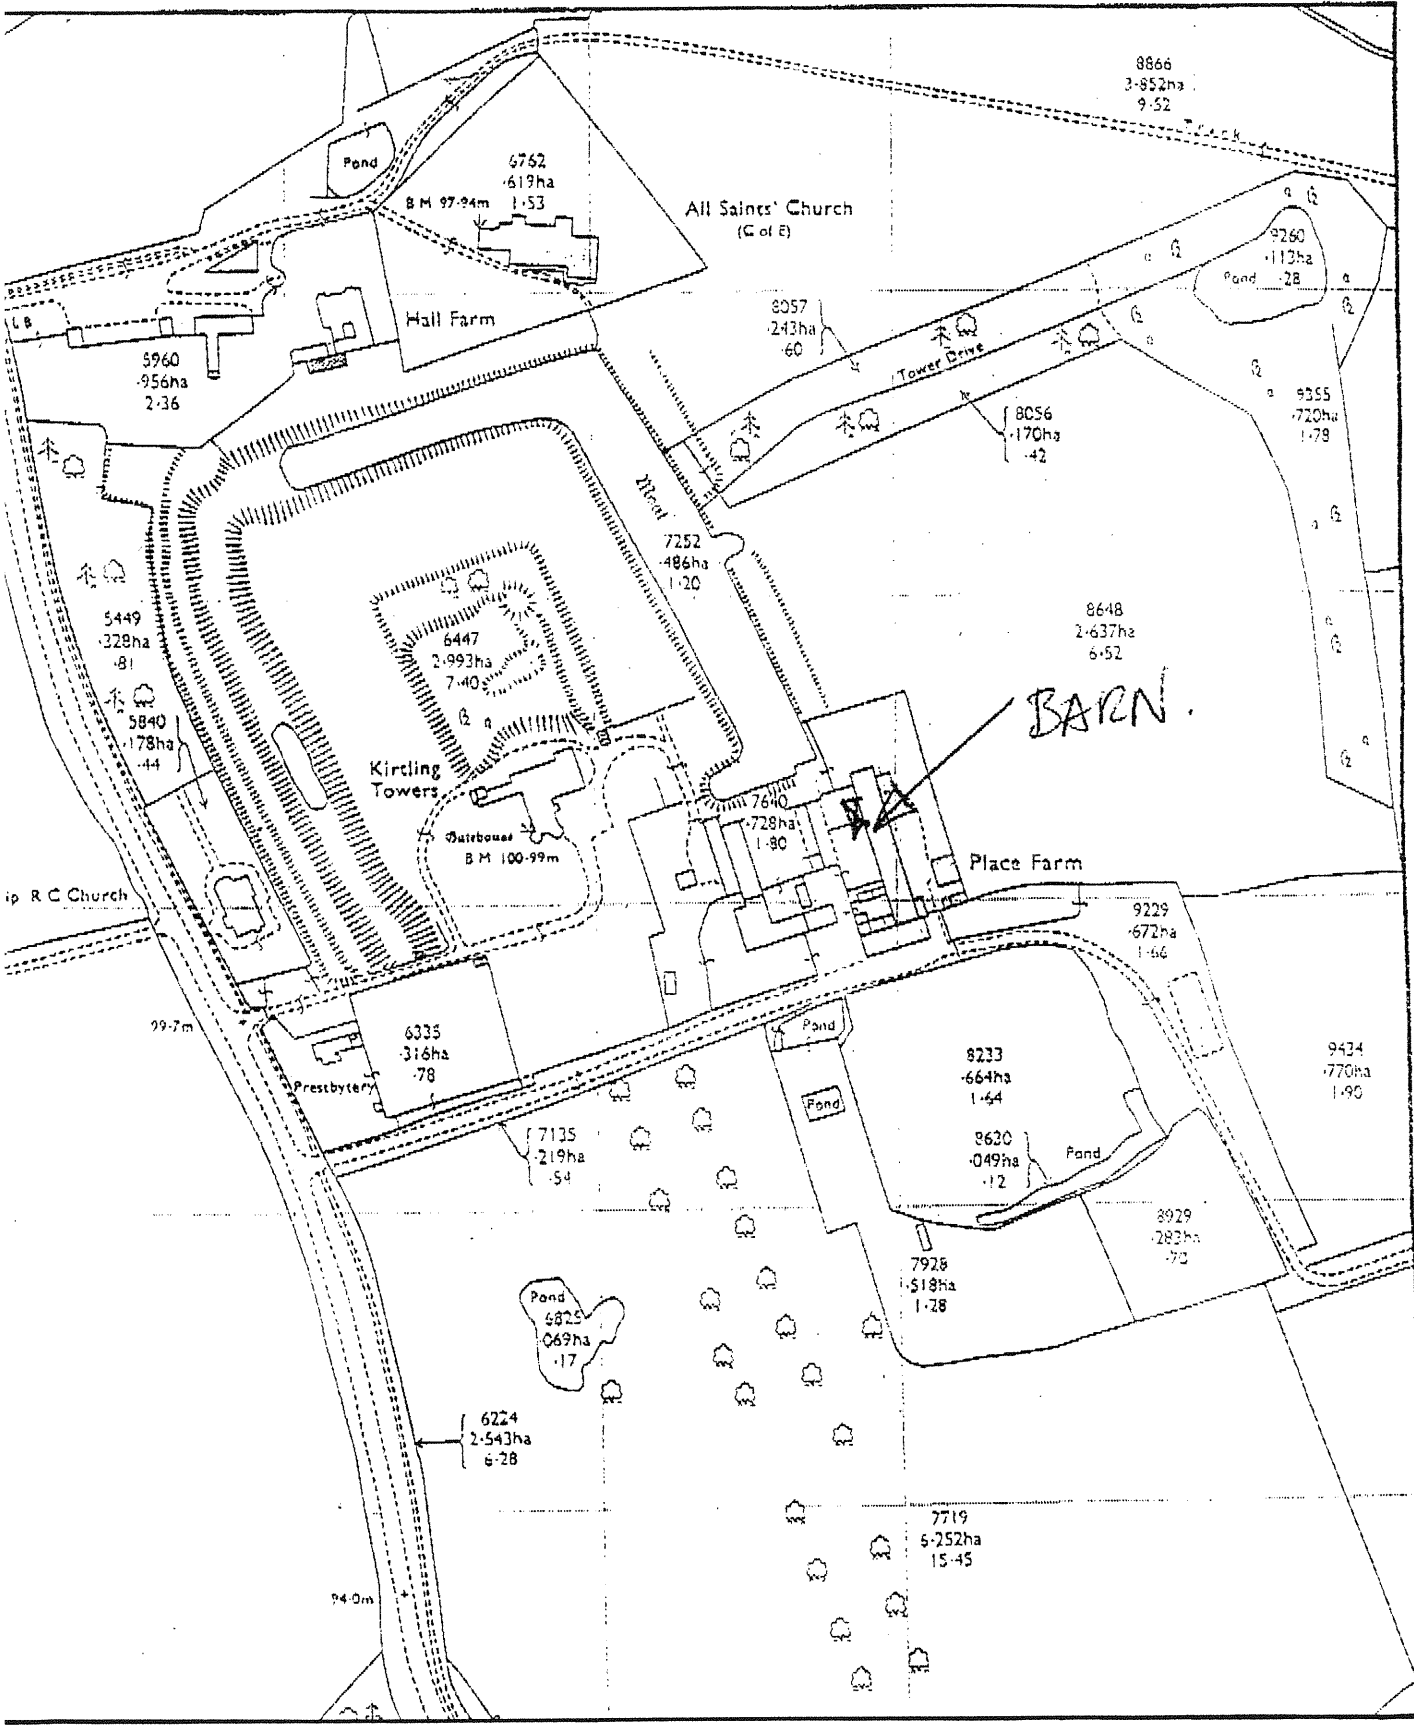 8866
3·852ha
9·52
Track
Pond
6762
·619ha
1·53
B M 97·94m
All Saints' Church
(C of E)
9260
·113ha
·28
Pond
L B
Hall Farm
8057
·243ha
·60
Tower Drive
5960
·956ha
2·36
8056
·170ha
·42
9355
·720ha
1·78
Moat
7252
·486ha
1·20
5449
·328ha
·81
6447
2·993ha
7·40
8648
2·637ha
6·52
BARN.
5840
·178ha
·44
Kirtling
Towers
Gatehouse
B M 100·99m
7640
·728ha
1·80
Place Farm
ip R C Church
9229
·672ha
1·66
99·7m
6335
·316ha
·78
Pond
8233
·664ha
1·64
9434
·770ha
1·90
Prestbytery
Pond
7135
·219ha
·54
8630
·049ha
·12
Pond
8929
·283ha
·70
7928
·518ha
1·28
Pond
6825
·069ha
·17
6224
2·543ha
6·28
7719
6·252ha
15·45
94·0m